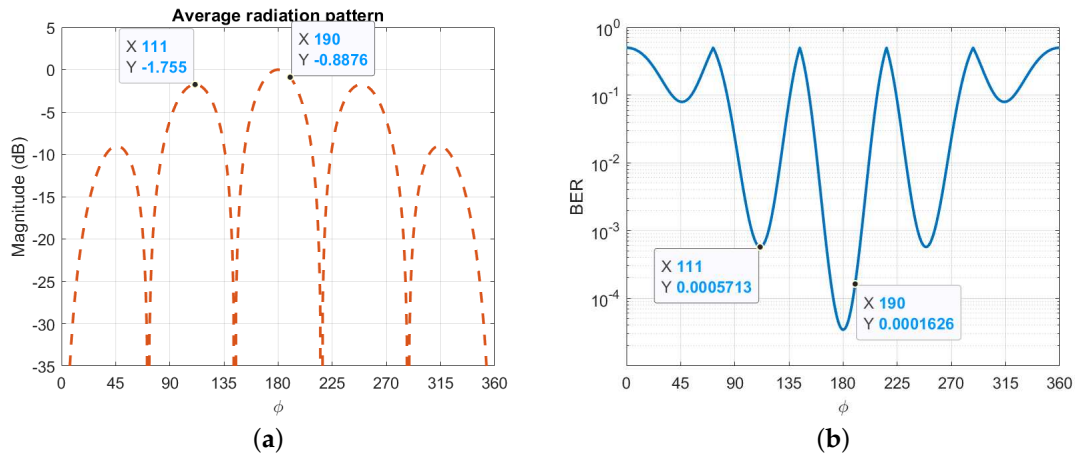 Average radiation pattern
X 111
Y -1.755
X 190
Y -0.8876
Magnitude (dB)
5
0
-5
-10
-15
-20
-25
-30
-35
0 45 90 135 180 225 270 315 360
ϕ
(a)
BER
10^0
10^-1
10^-2
10^-3
10^-4
X 111
Y 0.0005713
X 190
Y 0.0001626
0 45 90 135 180 225 270 315 360
ϕ
(b)